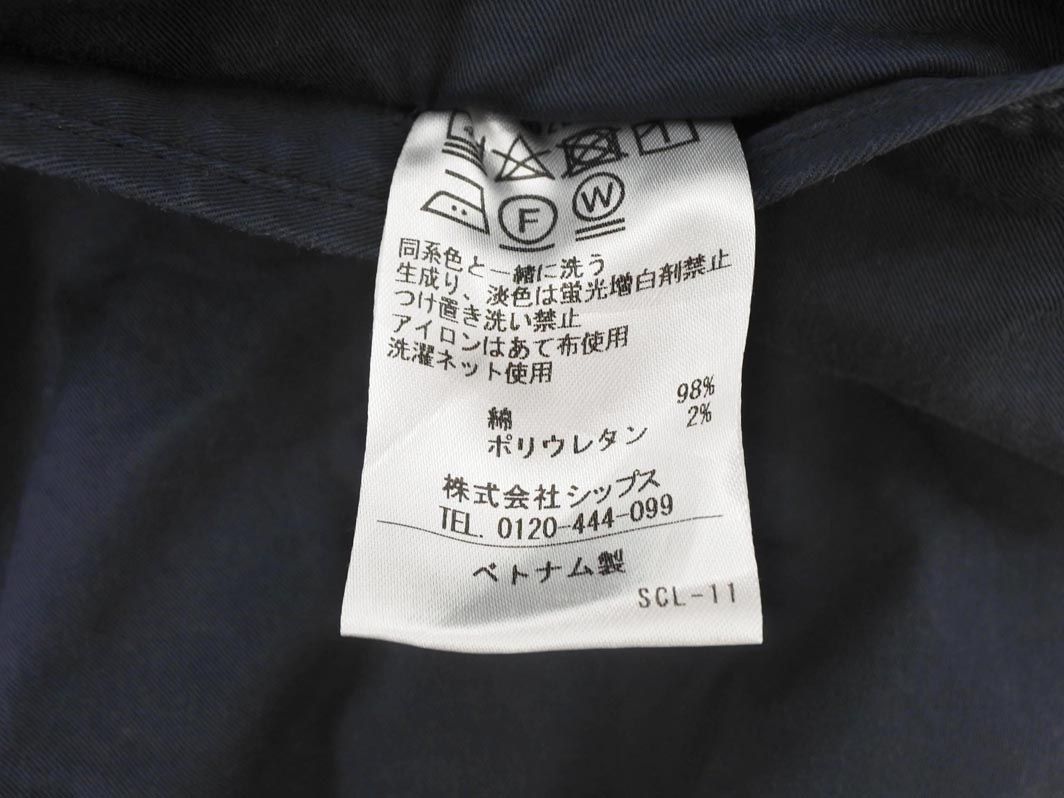 F W
同系色と一緒に洗う
生成り、淡色は蛍光増白剤禁止
つけ置き洗い禁止
アイロンはあて布使用
洗濯ネット使用
綿 98%
ポリウレタン 2%
株式会社シップス
TEL. 0120-444-099
ベトナム製
SCL-11